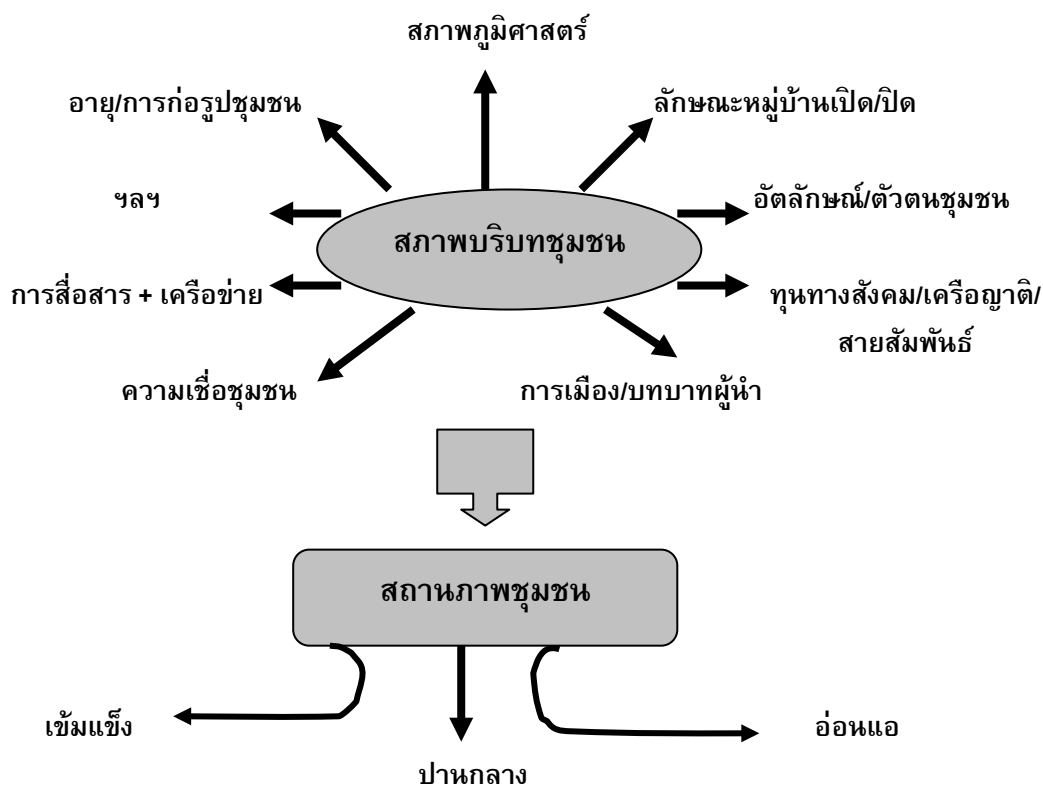 สภาพภูมิศาสตร์
อายุ/การก่อรูปชุมชน
ลักษณะหมู่บ้านเปิด/ปิด
ฯลฯ
อัตลักษณ์/ตัวตนชุมชน
สภาพบริบทชุมชน
การสื่อสาร + เครือข่าย
ทุนทางสังคม/เครือญาติ/
สายสัมพันธ์
ความเชื่อชุมชน
การเมือง/บทบาทผู้นำ
สถานภาพชุมชน
เข้มแข็ง
อ่อนแอ
ปานกลาง